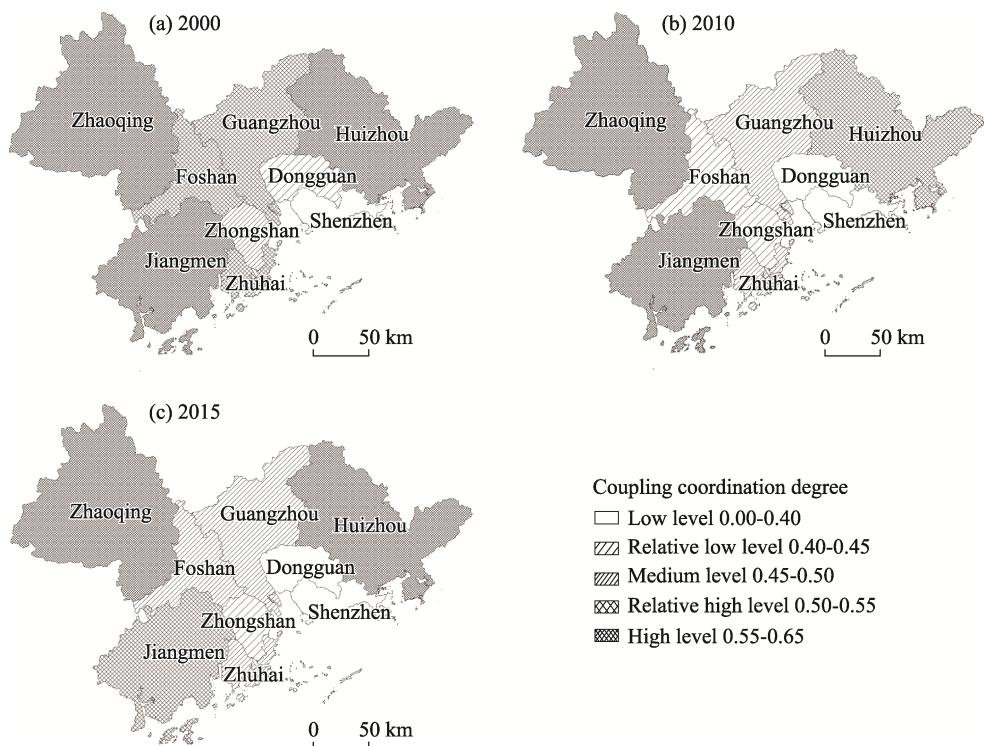 (a) 2000
Zhaoqing
Guangzhou
Huizhou
Foshan
Dongguan
Zhongshan
Shenzhen
Jiangmen
Zhuhai
0 50 km
(b) 2010
Zhaoqing
Guangzhou
Huizhou
Foshan
Dongguan
Zhongshan
Shenzhen
Jiangmen
Zhuhai
0 50 km
(c) 2015
Zhaoqing
Guangzhou
Huizhou
Foshan
Dongguan
Zhongshan
Shenzhen
Jiangmen
Zhuhai
0 50 km
Coupling coordination degree
Low level 0.00-0.40
Relative low level 0.40-0.45
Medium level 0.45-0.50
Relative high level 0.50-0.55
High level 0.55-0.65